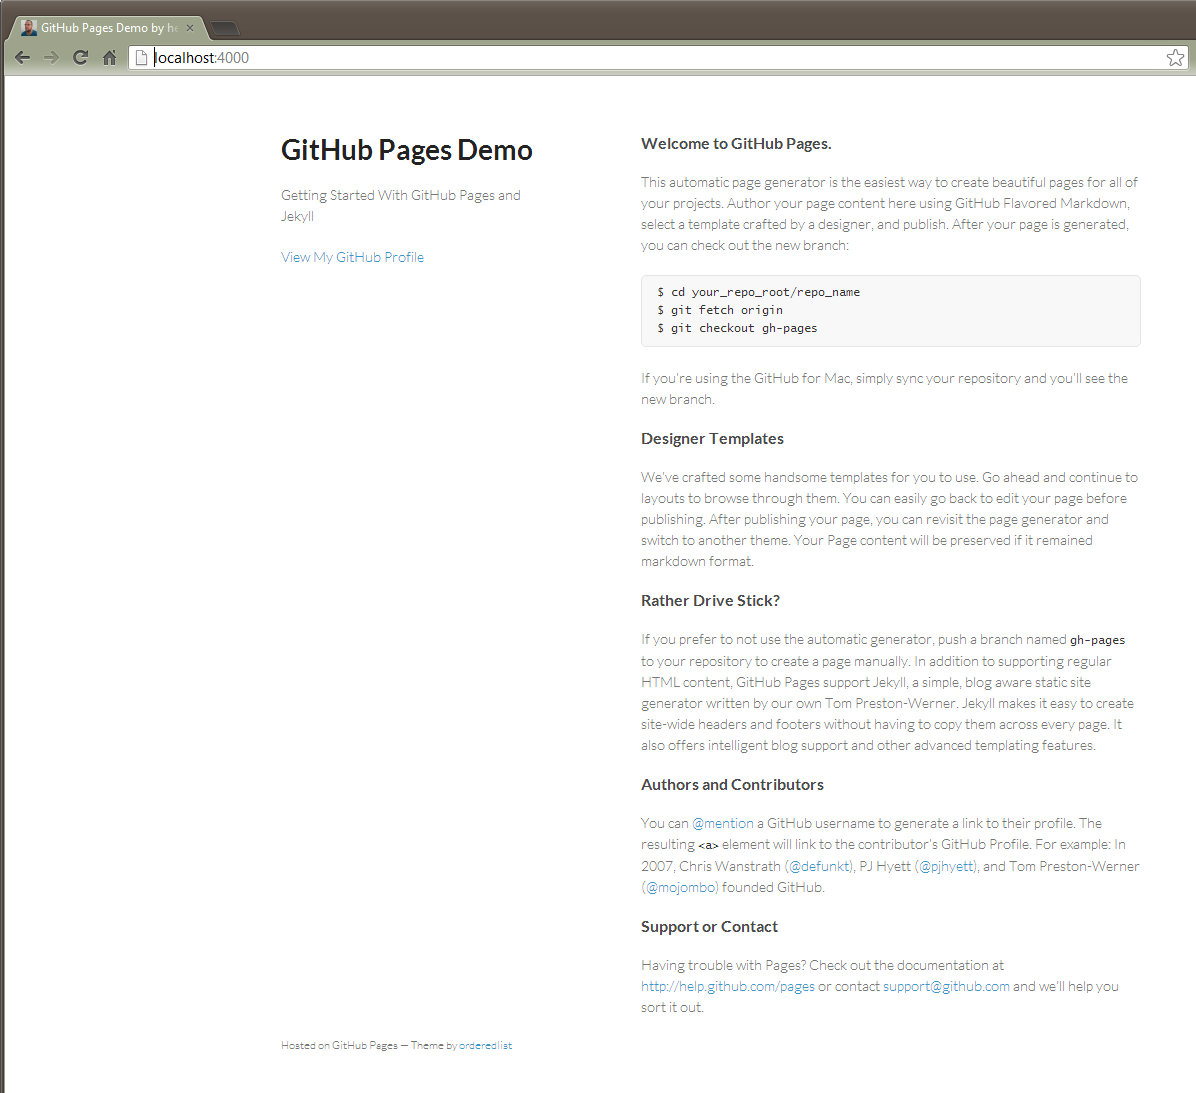 GitHub Pages Demo by he
localhost:4000
GitHub Pages Demo
Getting Started With GitHub Pages and
Jekyll
View My GitHub Profile
Welcome to GitHub Pages.
This automatic page generator is the easiest way to create beautiful pages for all of
your projects. Author your page content here using GitHub Flavored Markdown,
select a template crafted by a designer, and publish. After your page is generated,
you can check out the new branch:
$ cd your_repo_root/repo_name
$ git fetch origin
$ git checkout gh-pages
If you're using the GitHub for Mac, simply sync your repository and you'll see the
new branch.
Designer Templates
We've crafted some handsome templates for you to use. Go ahead and continue to
layouts to browse through them. You can easily go back to edit your page before
publishing. After publishing your page, you can revisit the page generator and
switch to another theme. Your Page content will be preserved if it remained
markdown format.
Rather Drive Stick?
If you prefer to not use the automatic generator, push a branch named gh-pages
to your repository to create a page manually. In addition to supporting regular
HTML content, GitHub Pages support Jekyll, a simple, blog aware static site
generator written by our own Tom Preston-Werner. Jekyll makes it easy to create
site-wide headers and footers without having to copy them across every page. It
also offers intelligent blog support and other advanced templating features.
Authors and Contributors
You can @mention a GitHub username to generate a link to their profile. The
resulting <a> element will link to the contributor's GitHub Profile. For example: In
2007, Chris Wanstrath (@defunkt), PJ Hyett (@pjhyett), and Tom Preston-Werner
(@mojombo) founded GitHub.
Support or Contact
Having trouble with Pages? Check out the documentation at
http://help.github.com/pages or contact support@github.com and we'll help you
sort it out.
Hosted on GitHub Pages — Theme by orderedlist